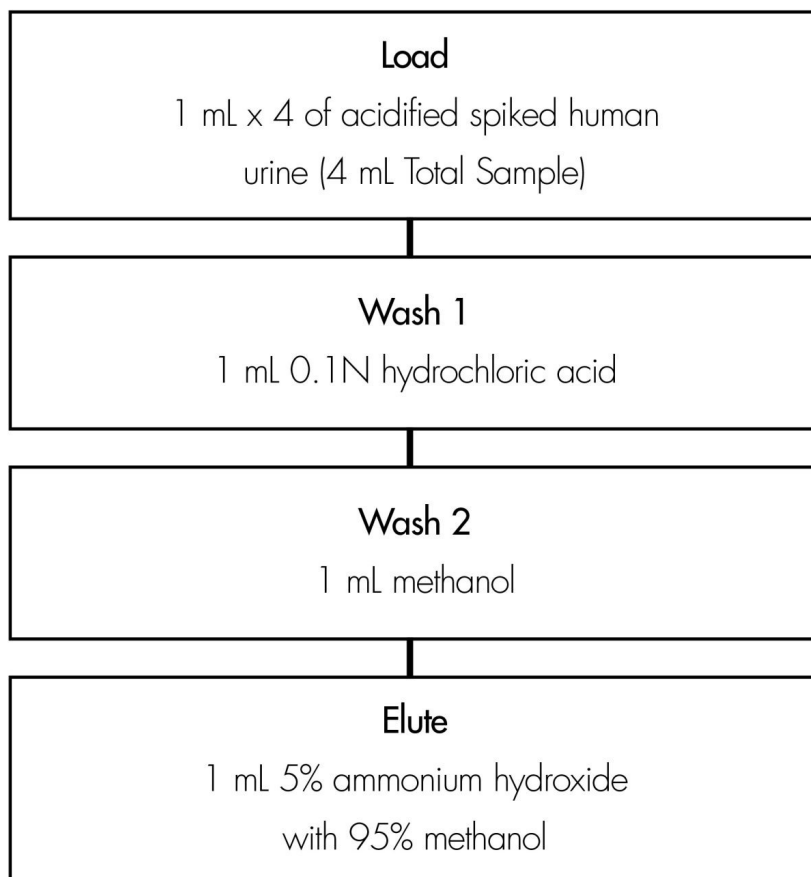 Load
1 mL x 4 of acidified spiked human
urine (4 mL Total Sample)
Wash 1
1 mL 0.1N hydrochloric acid
Wash 2
1 mL methanol
Elute
1 mL 5% ammonium hydroxide
with 95% methanol